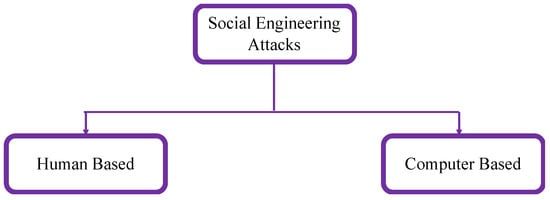 Social Engineering
Attacks
Human Based
Computer Based